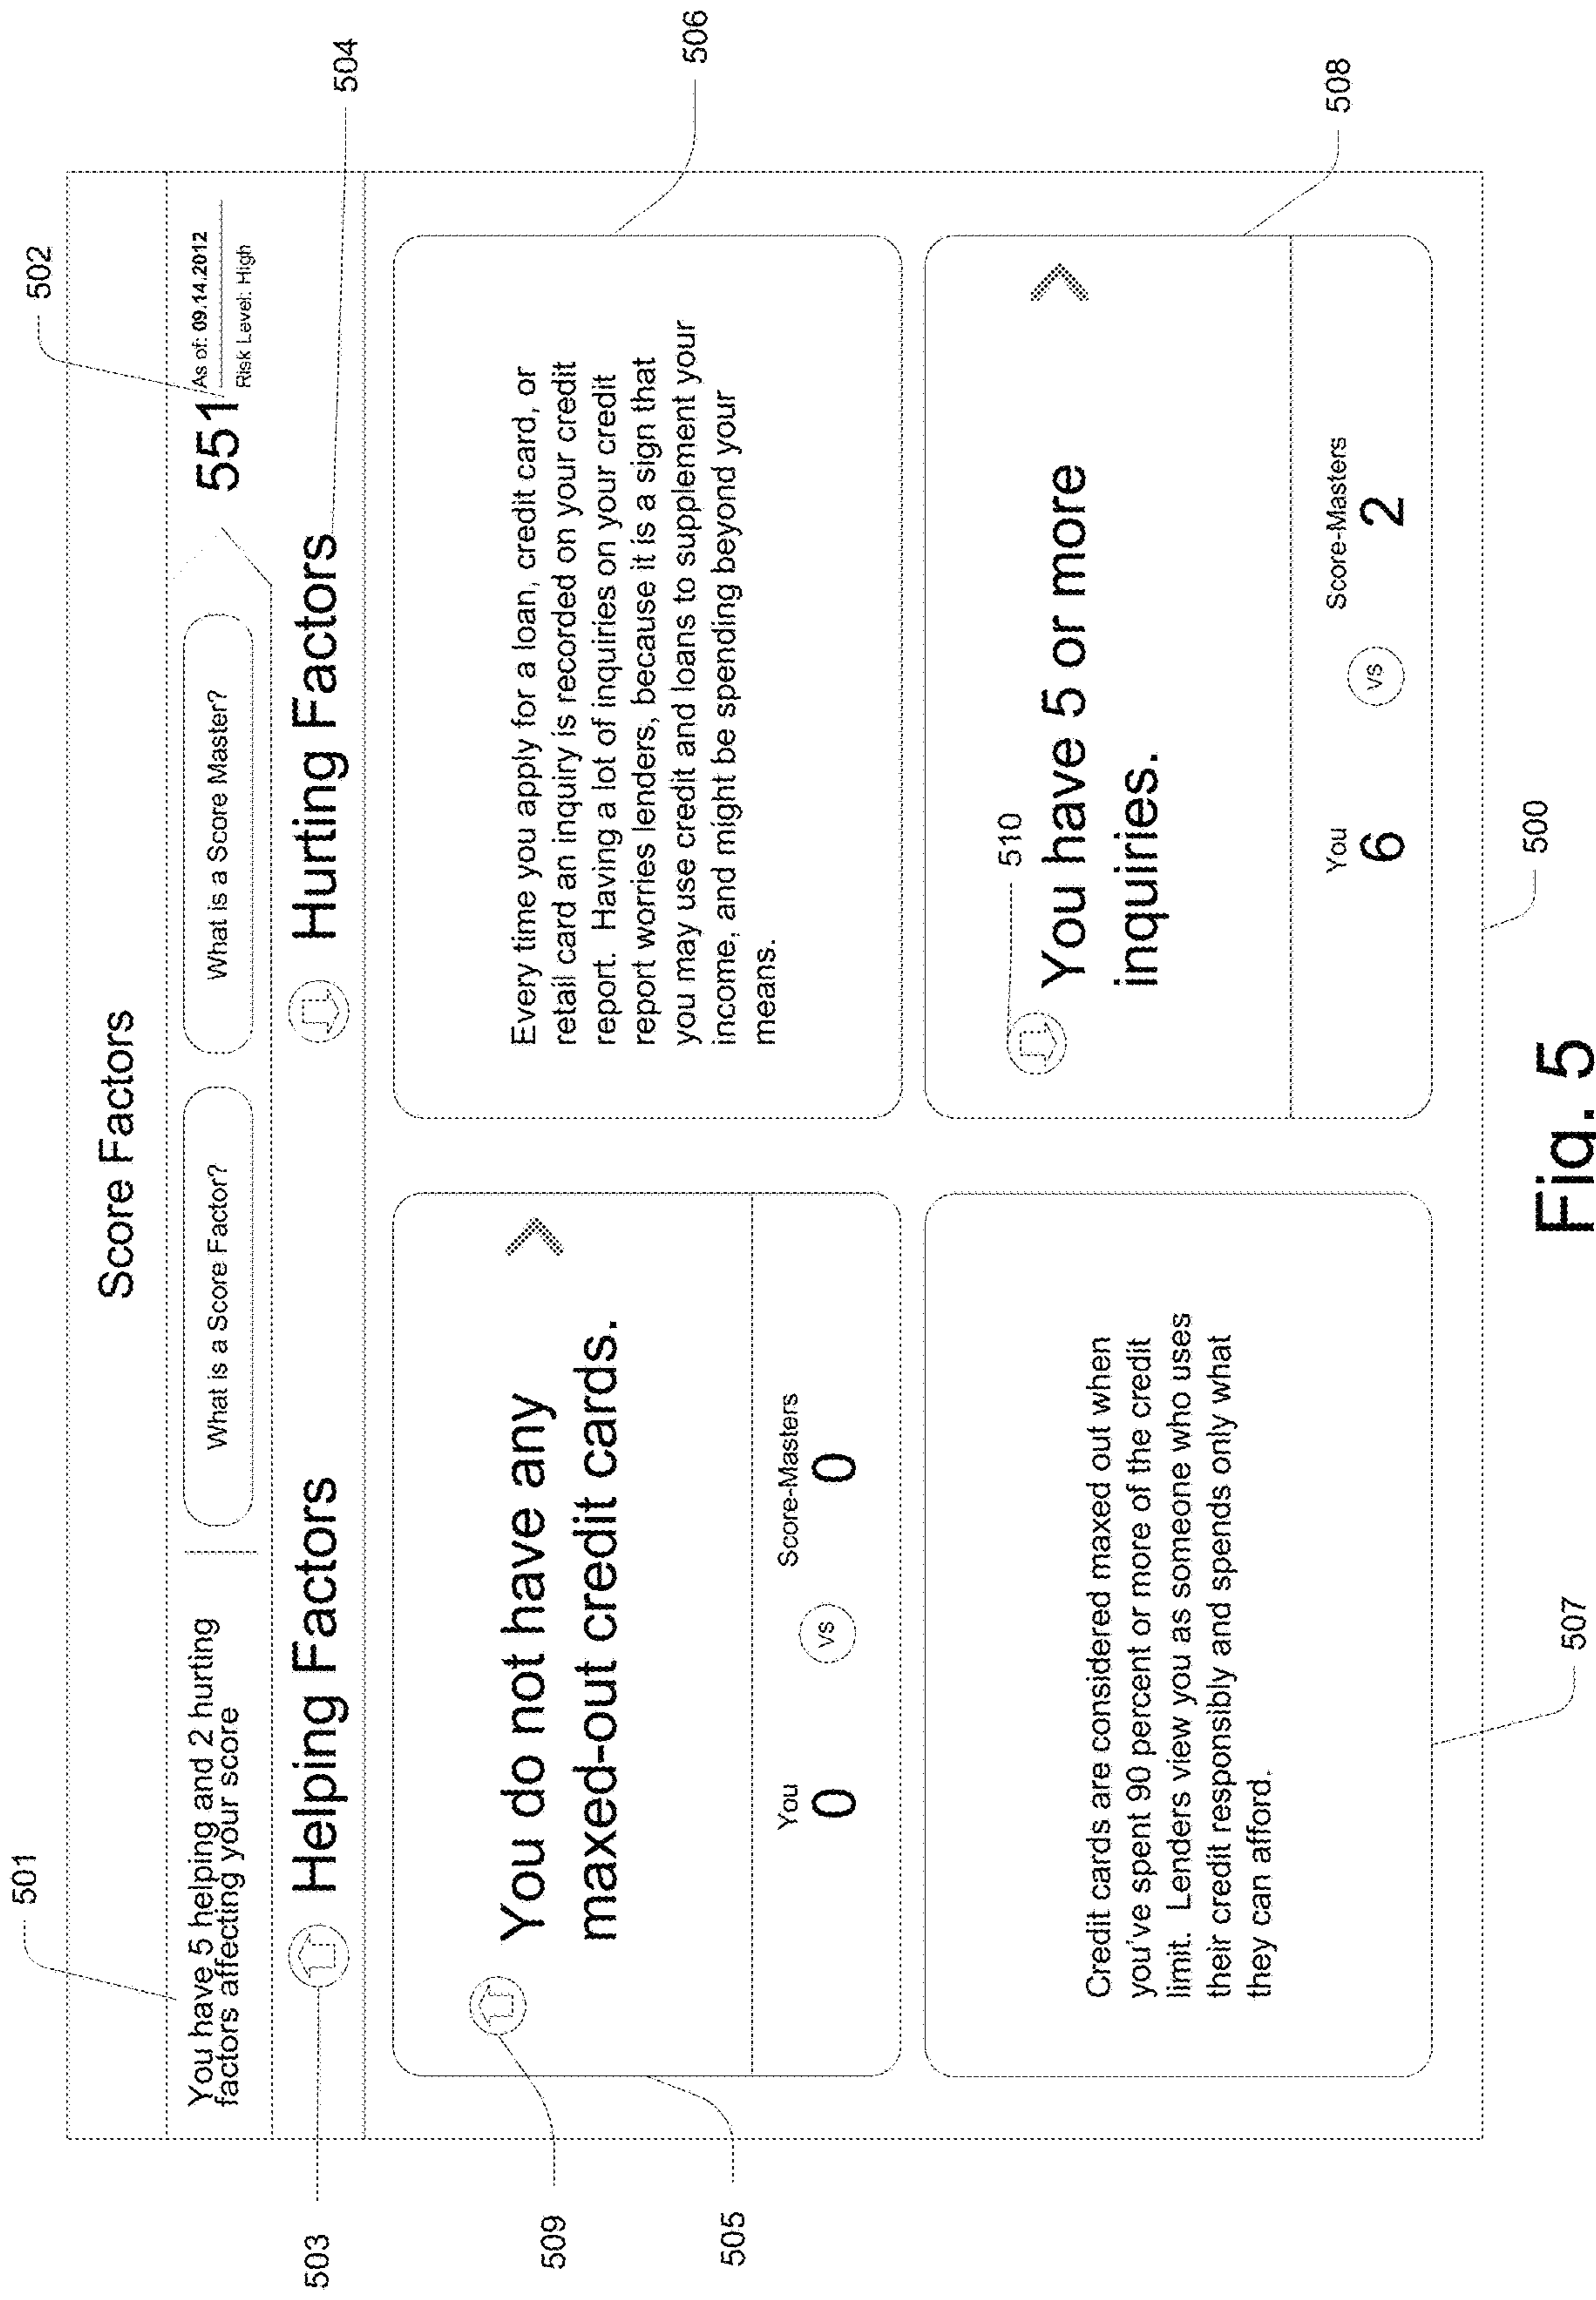 501
502
Score Factors
You have 5 helping and 2 hurting
factors affecting your score
What is a Score Factor?
What is a Score Master?
551
As of: 09.14.2012
Risk Level: High
503
Helping Factors
Hurting Factors
504
509
You do not have any
maxed-out credit cards.
You
0
vs
Score-Masters
0
505
Every time you apply for a loan, credit card, or
retail card an inquiry is recorded on your credit
report. Having a lot of inquiries on your credit
report worries lenders, because it is a sign that
you may use credit and loans to supplement your
income, and might be spending beyond your
means.
506
Credit cards are considered maxed out when
you've spent 90 percent or more of the credit
limit. Lenders view you as someone who uses
their credit responsibly and spends only what
they can afford.
507
510
You have 5 or more
inquiries.
You
6
vs
Score-Masters
2
508
500
Fig. 5